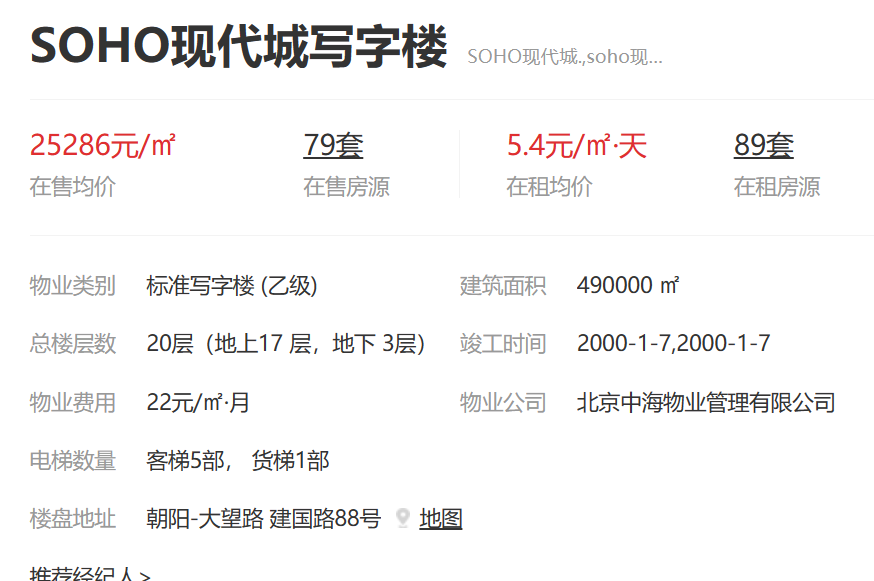 SOHO现代城写字楼 SOHO现代城.,soho现...
25286元/㎡ 79套 5.4元/㎡·天 89套
在售均价 在售房源 在租均价 在租房源
物业类别 标准写字楼 (乙级) 建筑面积 490000 ㎡
总楼层数 20层（地上17 层，地下 3层） 竣工时间 2000-1-7,2000-1-7
物业费用 22元/㎡·月 物业公司 北京中海物业管理有限公司
电梯数量 客梯5部， 货梯1部
楼盘地址 朝阳-大望路 建国路88号 地图
推荐经纪人>